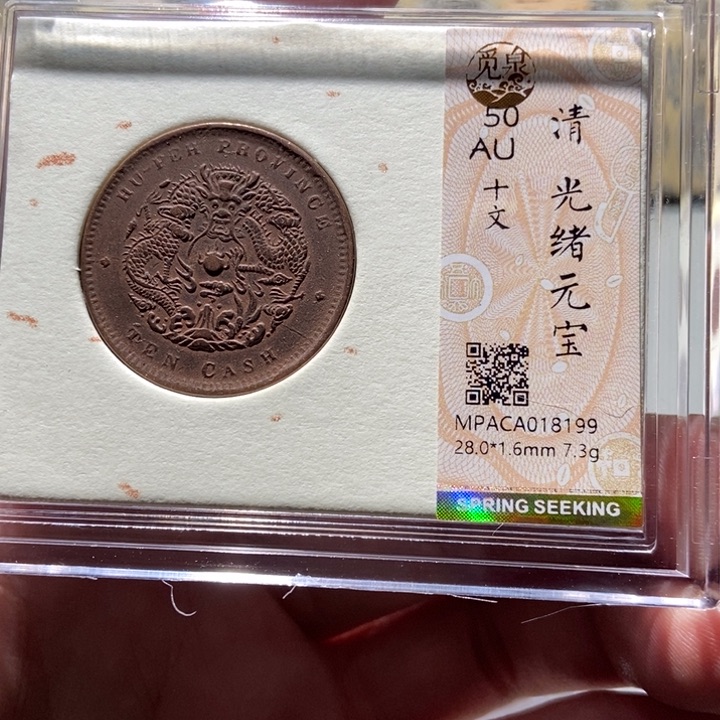 HU-PEH PROVINCE
TEN CASH
觅泉
50
AU
十文
清 光绪元宝
MPACA018199
28.0*1.6mm 7.3g
SPRING SEEKING